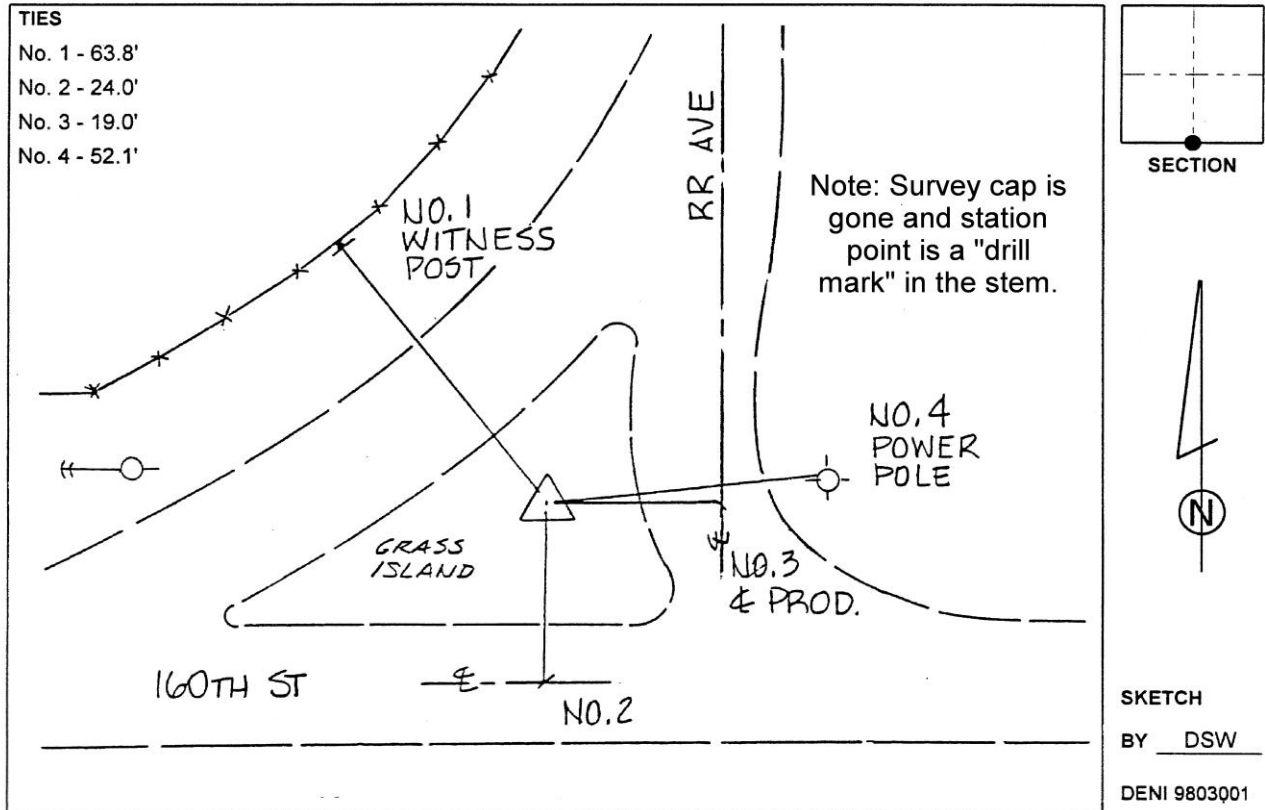 TIES
No. 1 - 63.8'
No. 2 - 24.0'
No. 3 - 19.0'
No. 4 - 52.1'
NO. 1
WITNESS
POST
RR AVE
Note: Survey cap is
gone and station
point is a "drill
mark" in the stem.
NO. 4
POWER
POLE
GRASS
ISLAND
℄
NO. 3
℄ PROD.
160TH ST
℄
NO. 2
SECTION
N
SKETCH
BY DSW
DENI 9803001